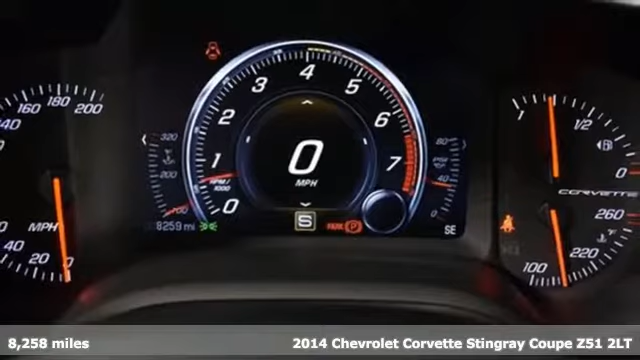 160 180 200
140
MPH
40
20
0
320
200
100
0
1
2
3
4
5
6
7
RPM
/1000
0
MPH
S
PARK P
80
PSI
40
0
8259 mi
SE
1 1/2
0
CORVETTE
260
220
100
8,258 miles
2014 Chevrolet Corvette Stingray Coupe Z51 2LT